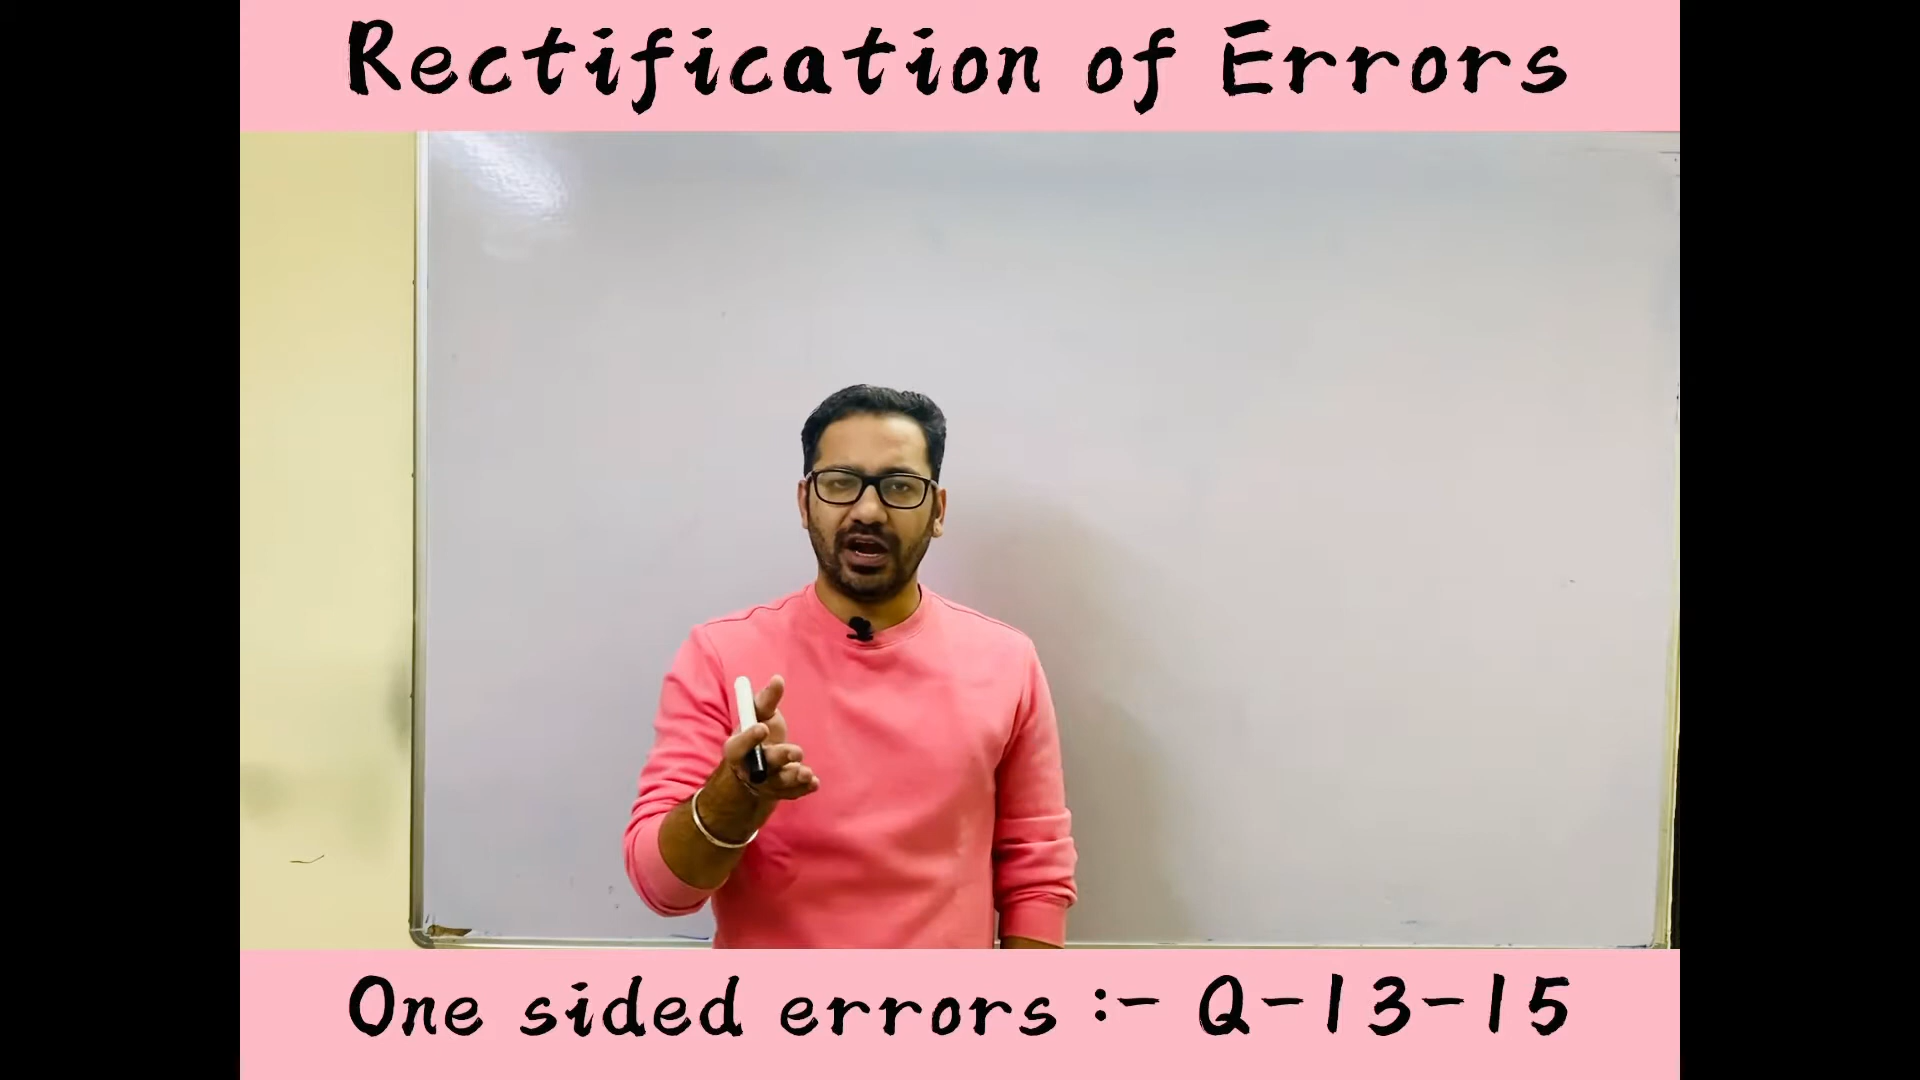 Rectification of Errors
One sided errors :- Q-13-15